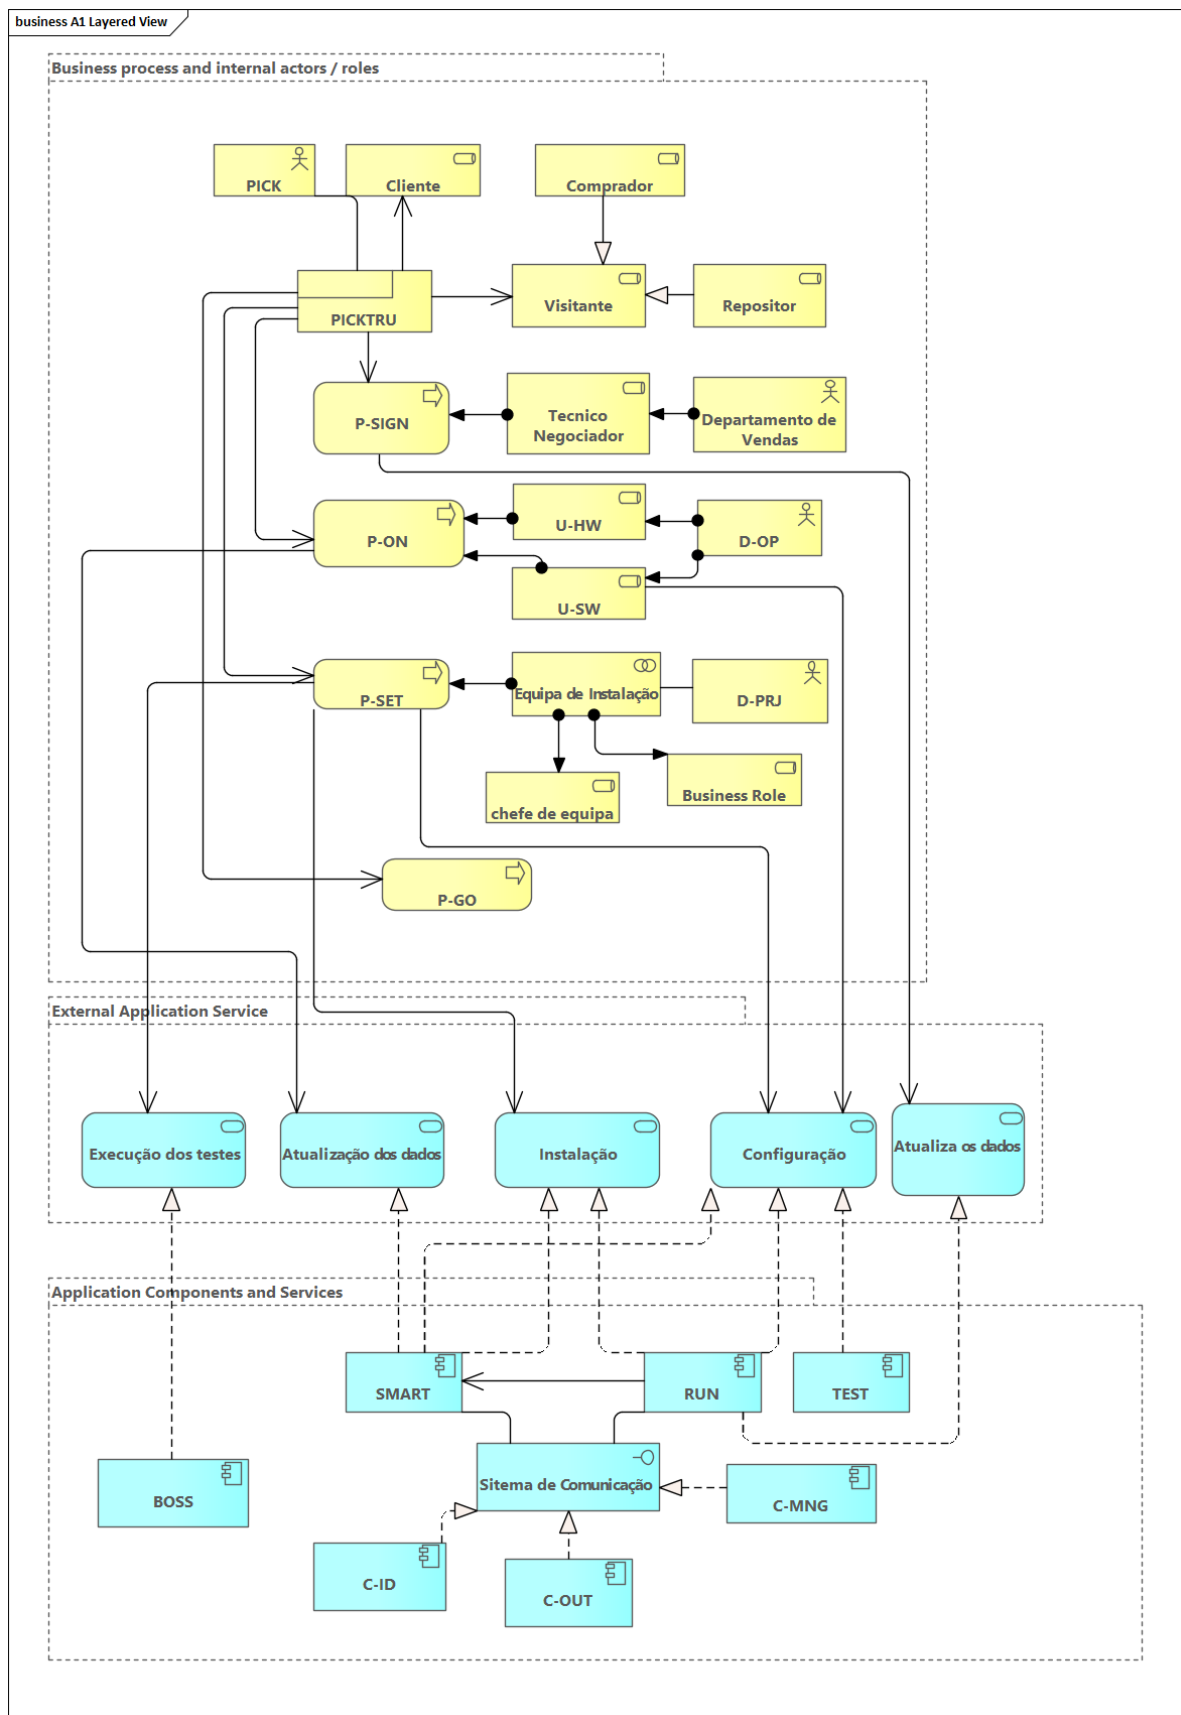 business A1 Layered View
Business process and internal actors / roles
PICK
Cliente
Comprador
PICKTRU
Visitante
Repositor
P-SIGN
Tecnico
Negociador
Departamento de
Vendas
P-ON
U-HW
D-OP
U-SW
P-SET
Equipa de Instalação
D-PRJ
chefe de equipa
Business Role
P-GO
External Application Service
Execução dos testes
Atualização dos dados
Instalação
Configuração
Atualiza os dados
Application Components and Services
SMART
RUN
TEST
BOSS
Sitema de Comunicação
C-MNG
C-ID
C-OUT